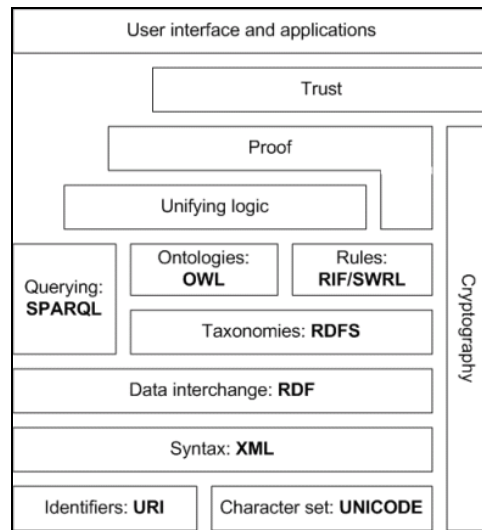 User interface and applications
Trust
Proof
Unifying logic
Querying:
SPARQL
Ontologies:
OWL
Rules:
RIF/SWRL
Taxonomies: RDFS
Data interchange: RDF
Syntax: XML
Identifiers: URI
Character set: UNICODE
Cryptography